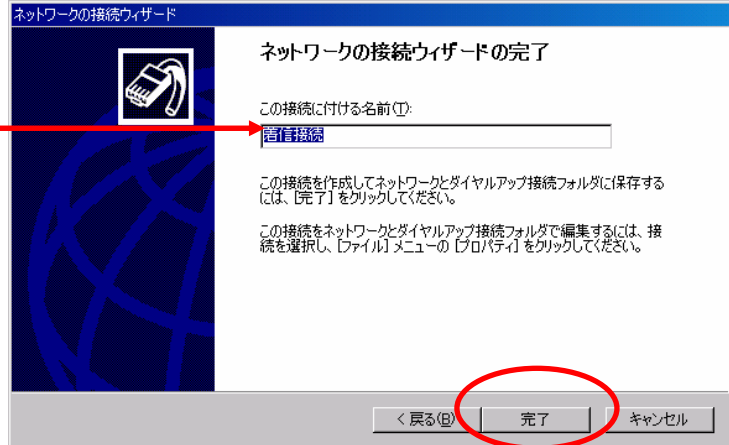 ネットワークの接続ウィザード
ネットワークの接続ウィザードの完了
この接続に付ける名前(T):
着信接続
この接続を作成してネットワークとダイヤルアップ接続フォルダに保存する
には、[完了] をクリックしてください。
この接続をネットワークとダイヤルアップ接続フォルダで編集するには、接
続を選択し、[ファイル] メニューの [プロパティ] をクリックしてください。
< 戻る(B)
完了
キャンセル